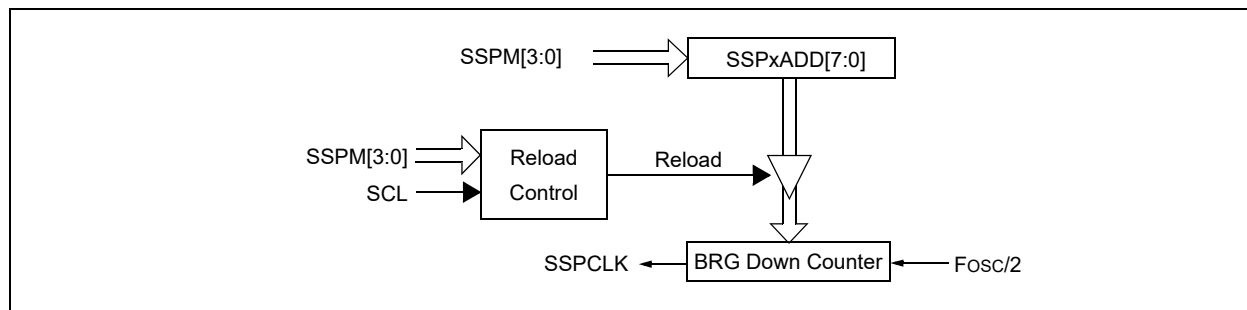 SSPM[3:0]
SSPxADD[7:0]
SSPM[3:0]
SCL
Reload
Control
Reload
SSPCLK
BRG Down Counter
FOSC/2